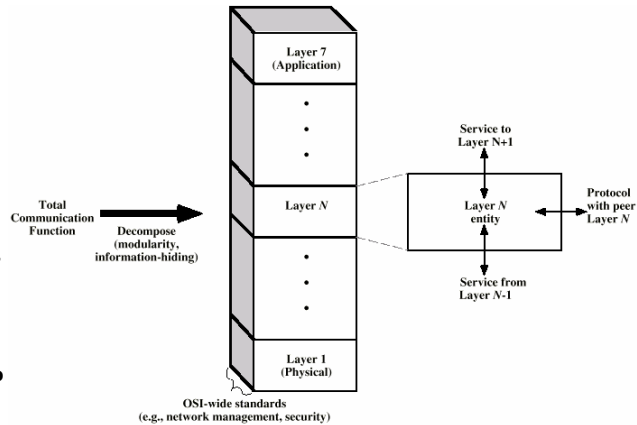 Layer 7
(Application)
Service to
Layer N+1
Total
Communication
Function
Decompose
(modularity,
information-hiding)
Layer N
Layer N
entity
Protocol
with peer
Layer N
Service from
Layer N-1
Layer 1
(Physical)
OSI-wide standards
(e.g., network management, security)